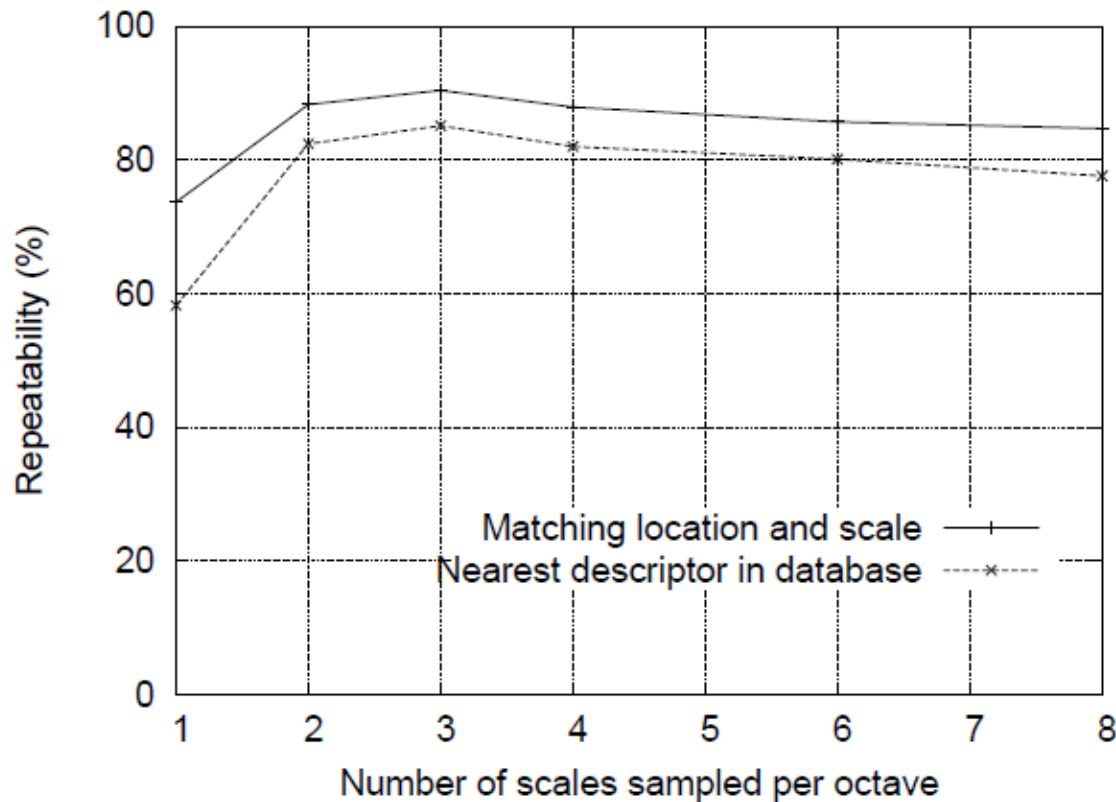 100
80
60
40
20
0
Repeatability (%)
Matching location and scale
Nearest descriptor in database
1 2 3 4 5 6 7 8
Number of scales sampled per octave